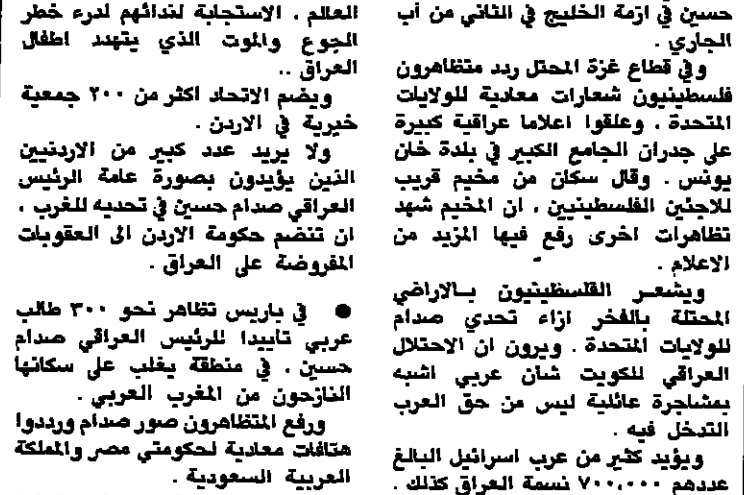 حسين في ازمة الخليج في الثاني من آب
الجاري .
وفي قطاع غزة المحتل ردد متظاهرون
فلسطينيون شعارات معادية للولايات
المتحدة ، وعلقوا اعلاما عراقية كبيرة
على جدران الجامع الكبير في بلدة خان
يونس . وقال سكان من مخيم قريب
للاجئين الفلسطينيين ، ان المخيم شهد
تظاهرات اخرى رفع فيها المزيد من
الاعلام .
ويشعر الفلسطينيون بالاراضي
المحتلة بالفخر ازاء تحدي صدام
للولايات المتحدة . ويرون ان الاحتلال
العراقي للكويت شأن عربي اشبه
بمشاجرة عائلية ليس من حق العرب
التدخل فيه .
ويؤيد كثير من عرب اسرائيل البالغ
عددهم ٧٠٠,٠٠٠ نسمة العراق كذلك .
العالم ، الاستجابة لندائهم لدرء خطر
الجوع والموت الذي يتهدد اطفال
العراق ..
ويضم الاتحاد اكثر من ٢٠٠ جمعية
خيرية في الاردن .
ولا يريد عدد كبير من الاردنيين
الذين يؤيدون بصورة عامة الرئيس
العراقي صدام حسين في تحديه للغرب ،
ان تنضم حكومة الاردن الى العقوبات
المفروضة على العراق .
● في باريس تظاهر نحو ٣٠٠ طالب
عربي تأييدا للرئيس العراقي صدام
حسين ، في منطقة يغلب على سكانها
النازحون من المغرب العربي .
ورفع المتظاهرون صور صدام ورددوا
هتافات معادية لحكومتي مصر والمملكة
العربية السعودية .